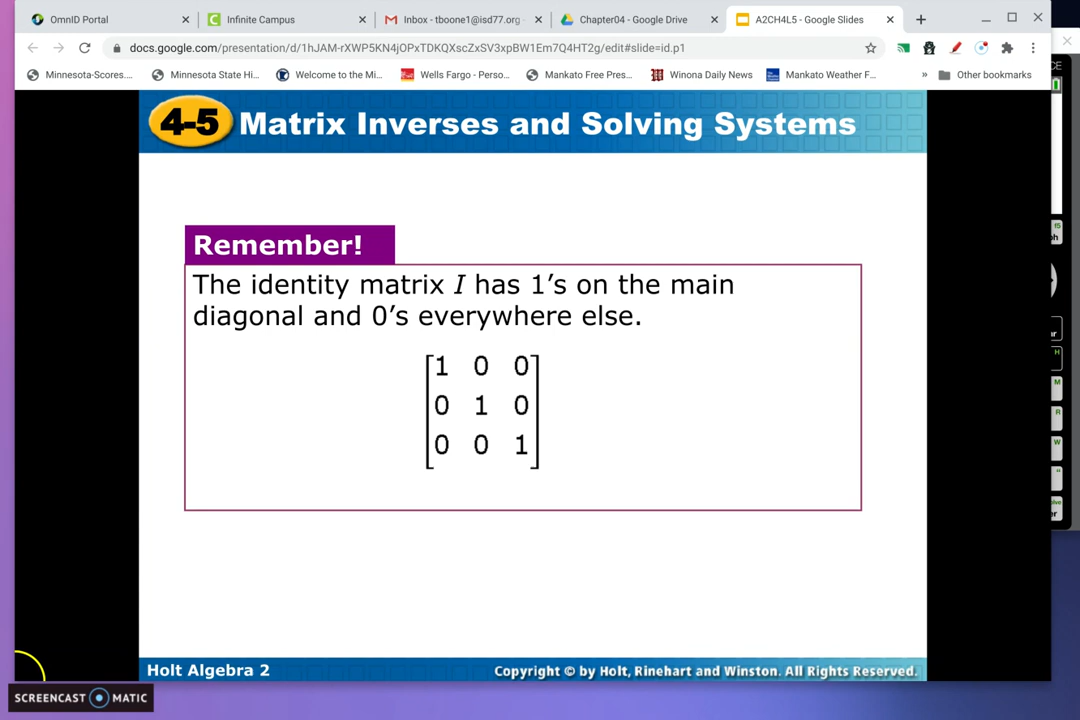 OmniID Portal
Infinite Campus
Inbox - tboone1@isd77.org -
Chapter04 - Google Drive
A2CH4L5 - Google Slides
docs.google.com/presentation/d/1hJAM-rXWP5KN4jOPxTDKQXscZxSV3xpBW1Em7Q4HT2g/edit#slide=id.p1
Minnesota-Scores....
Minnesota State Hi...
Welcome to the Mi...
Wells Fargo - Perso...
Mankato Free Pres...
Winona Daily News
Mankato Weather F...
»
Other bookmarks
4-5 Matrix Inverses and Solving Systems
Remember!
The identity matrix I has 1’s on the main
diagonal and 0’s everywhere else.
1 0 0
0 1 0
0 0 1
Holt Algebra 2
Copyright © by Holt, Rinehart and Winston. All Rights Reserved.
SCREENCAST MATIC
CE
f5
H
M
R
W